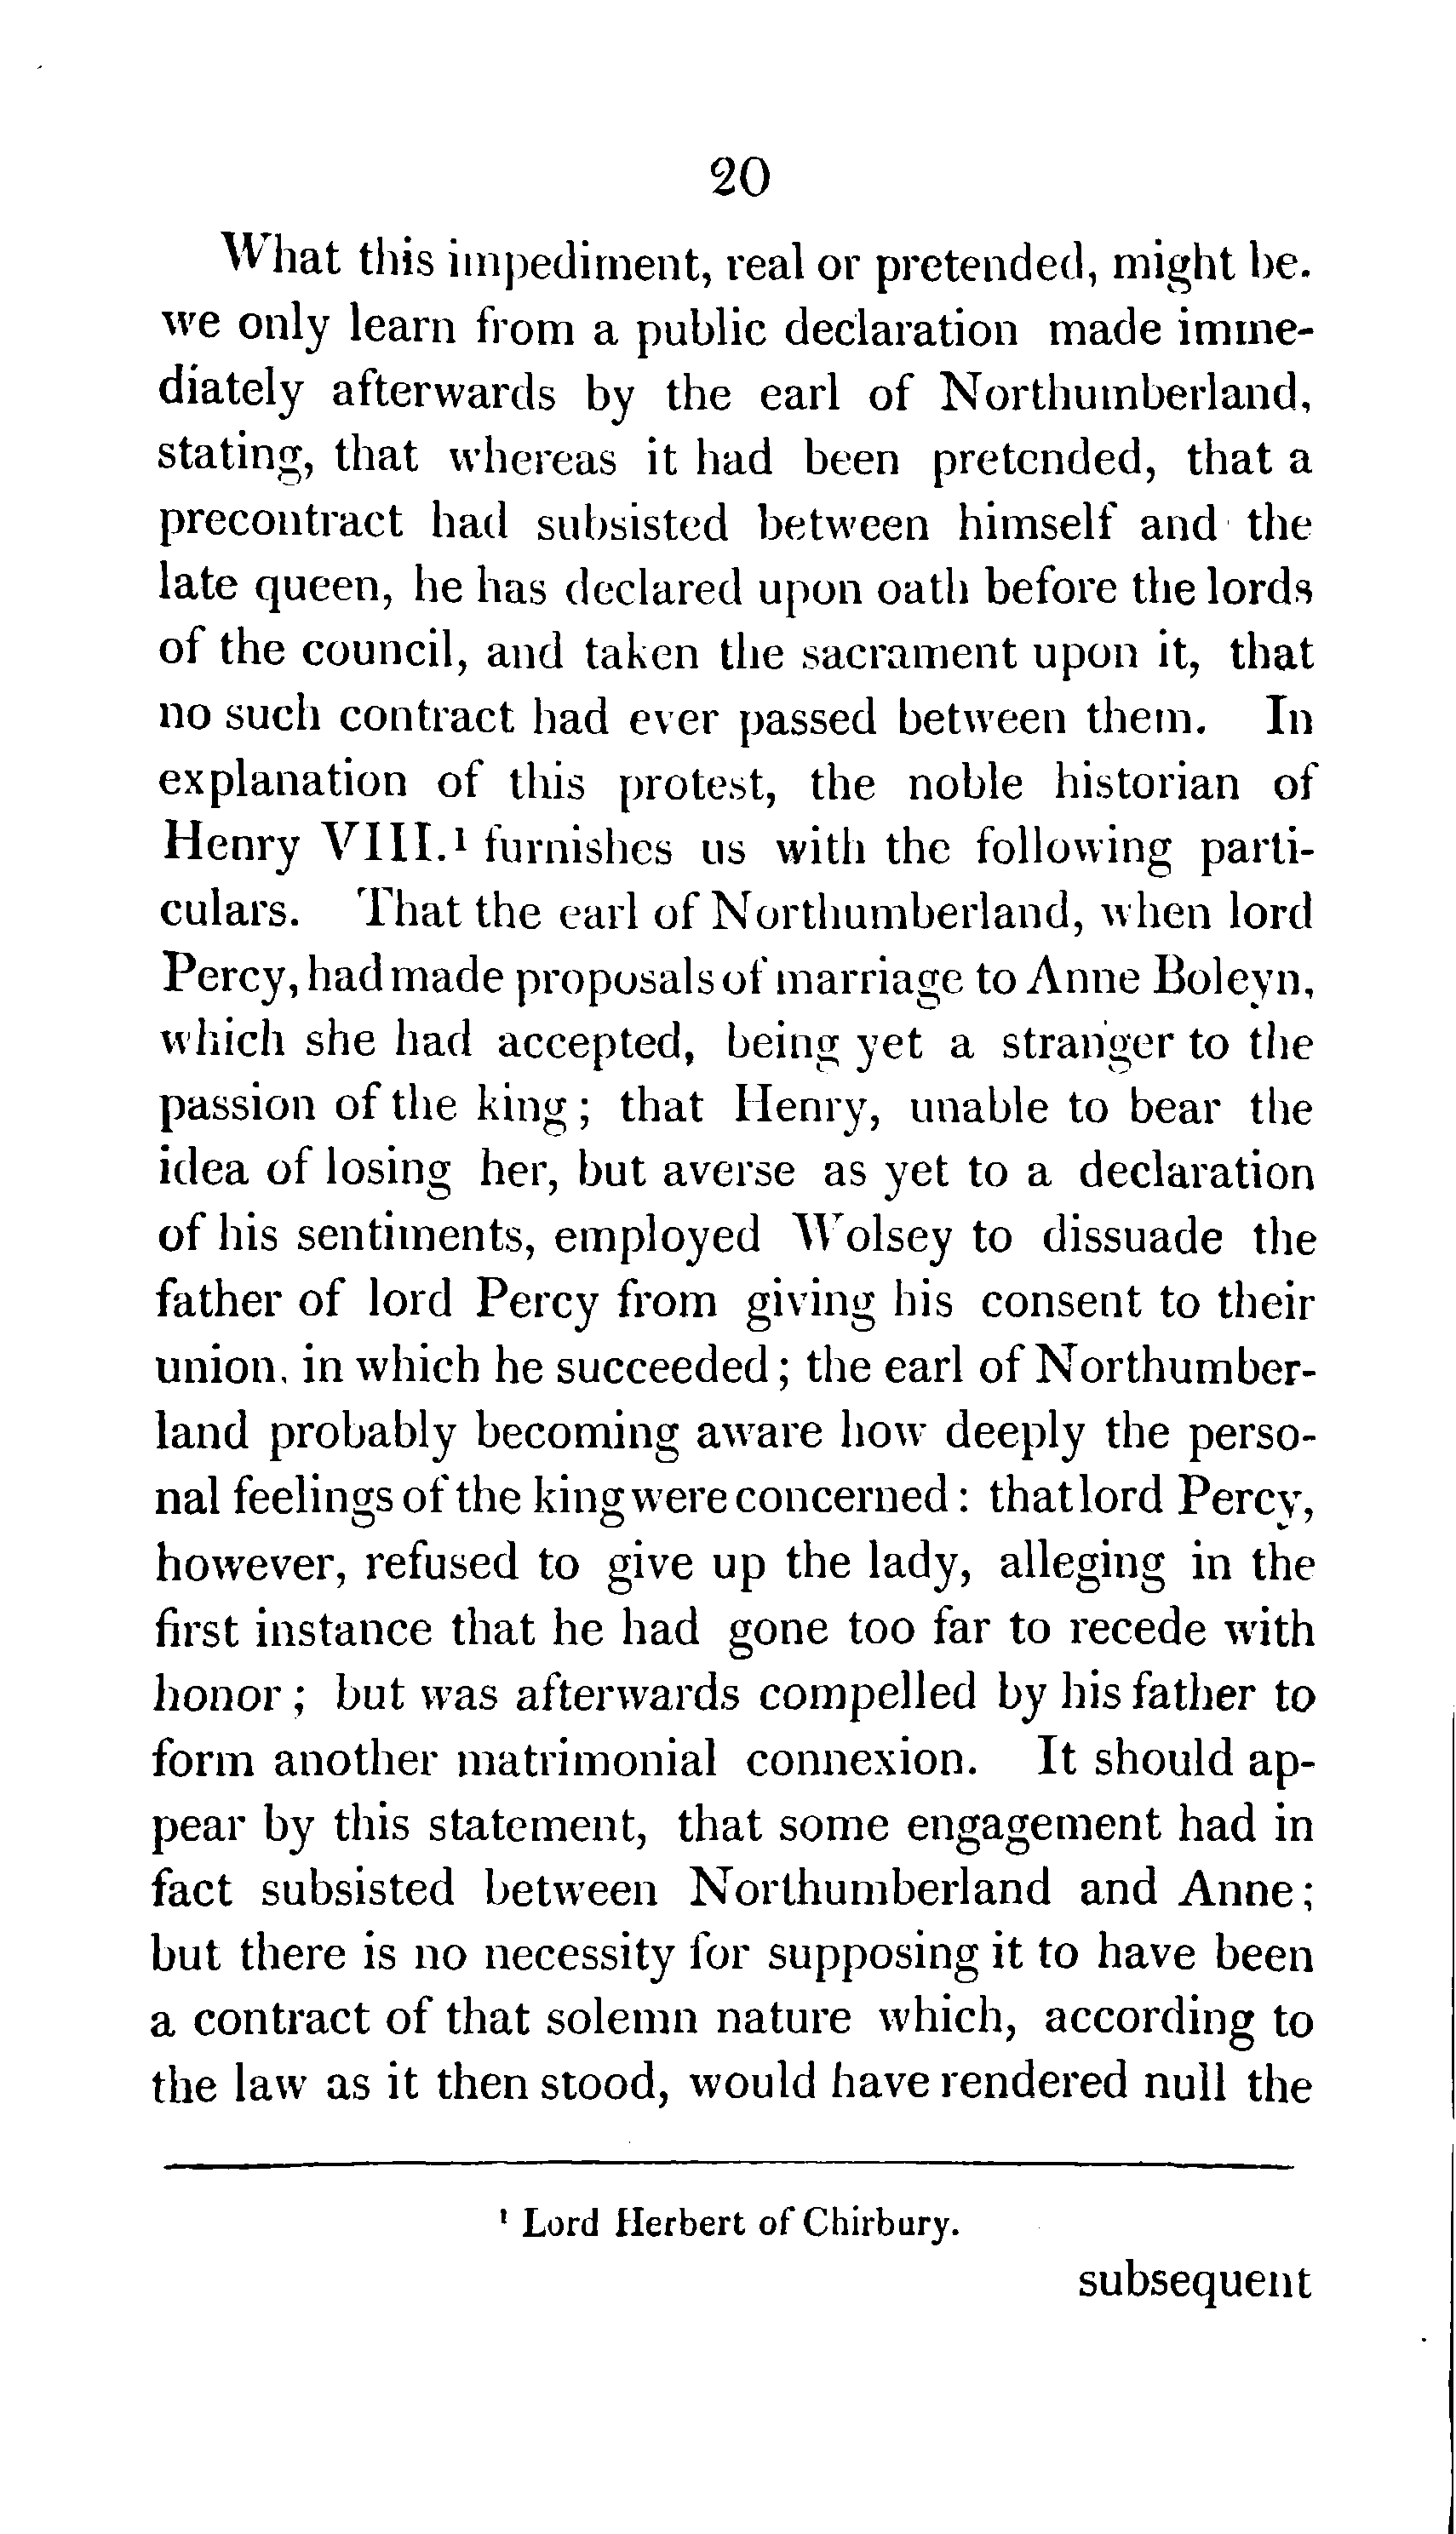 20
What this impediment, real or pretended, might be.
we only learn from a public declaration made imme-
diately afterwards by the earl of Northumberland,
stating, that whereas it had been pretended, that a
precontract had subsisted between himself and the
late queen, he has declared upon oath before the lords
of the council, and taken the sacrament upon it, that
no such contract had ever passed between them. In
explanation of this protest, the noble historian of
Henry VIII.¹ furnishes us with the following parti-
culars. That the earl of Northumberland, when lord
Percy, had made proposals of marriage to Anne Boleyn,
which she had accepted, being yet a stranger to the
passion of the king; that Henry, unable to bear the
idea of losing her, but averse as yet to a declaration
of his sentiments, employed Wolsey to dissuade the
father of lord Percy from giving his consent to their
union, in which he succeeded; the earl of Northumber-
land probably becoming aware how deeply the perso-
nal feelings of the king were concerned: that lord Percy,
however, refused to give up the lady, alleging in the
first instance that he had gone too far to recede with
honor; but was afterwards compelled by his father to
form another matrimonial connexion. It should ap-
pear by this statement, that some engagement had in
fact subsisted between Northumberland and Anne;
but there is no necessity for supposing it to have been
a contract of that solemn nature which, according to
the law as it then stood, would have rendered null the
¹ Lord Herbert of Chirbury.
subsequent